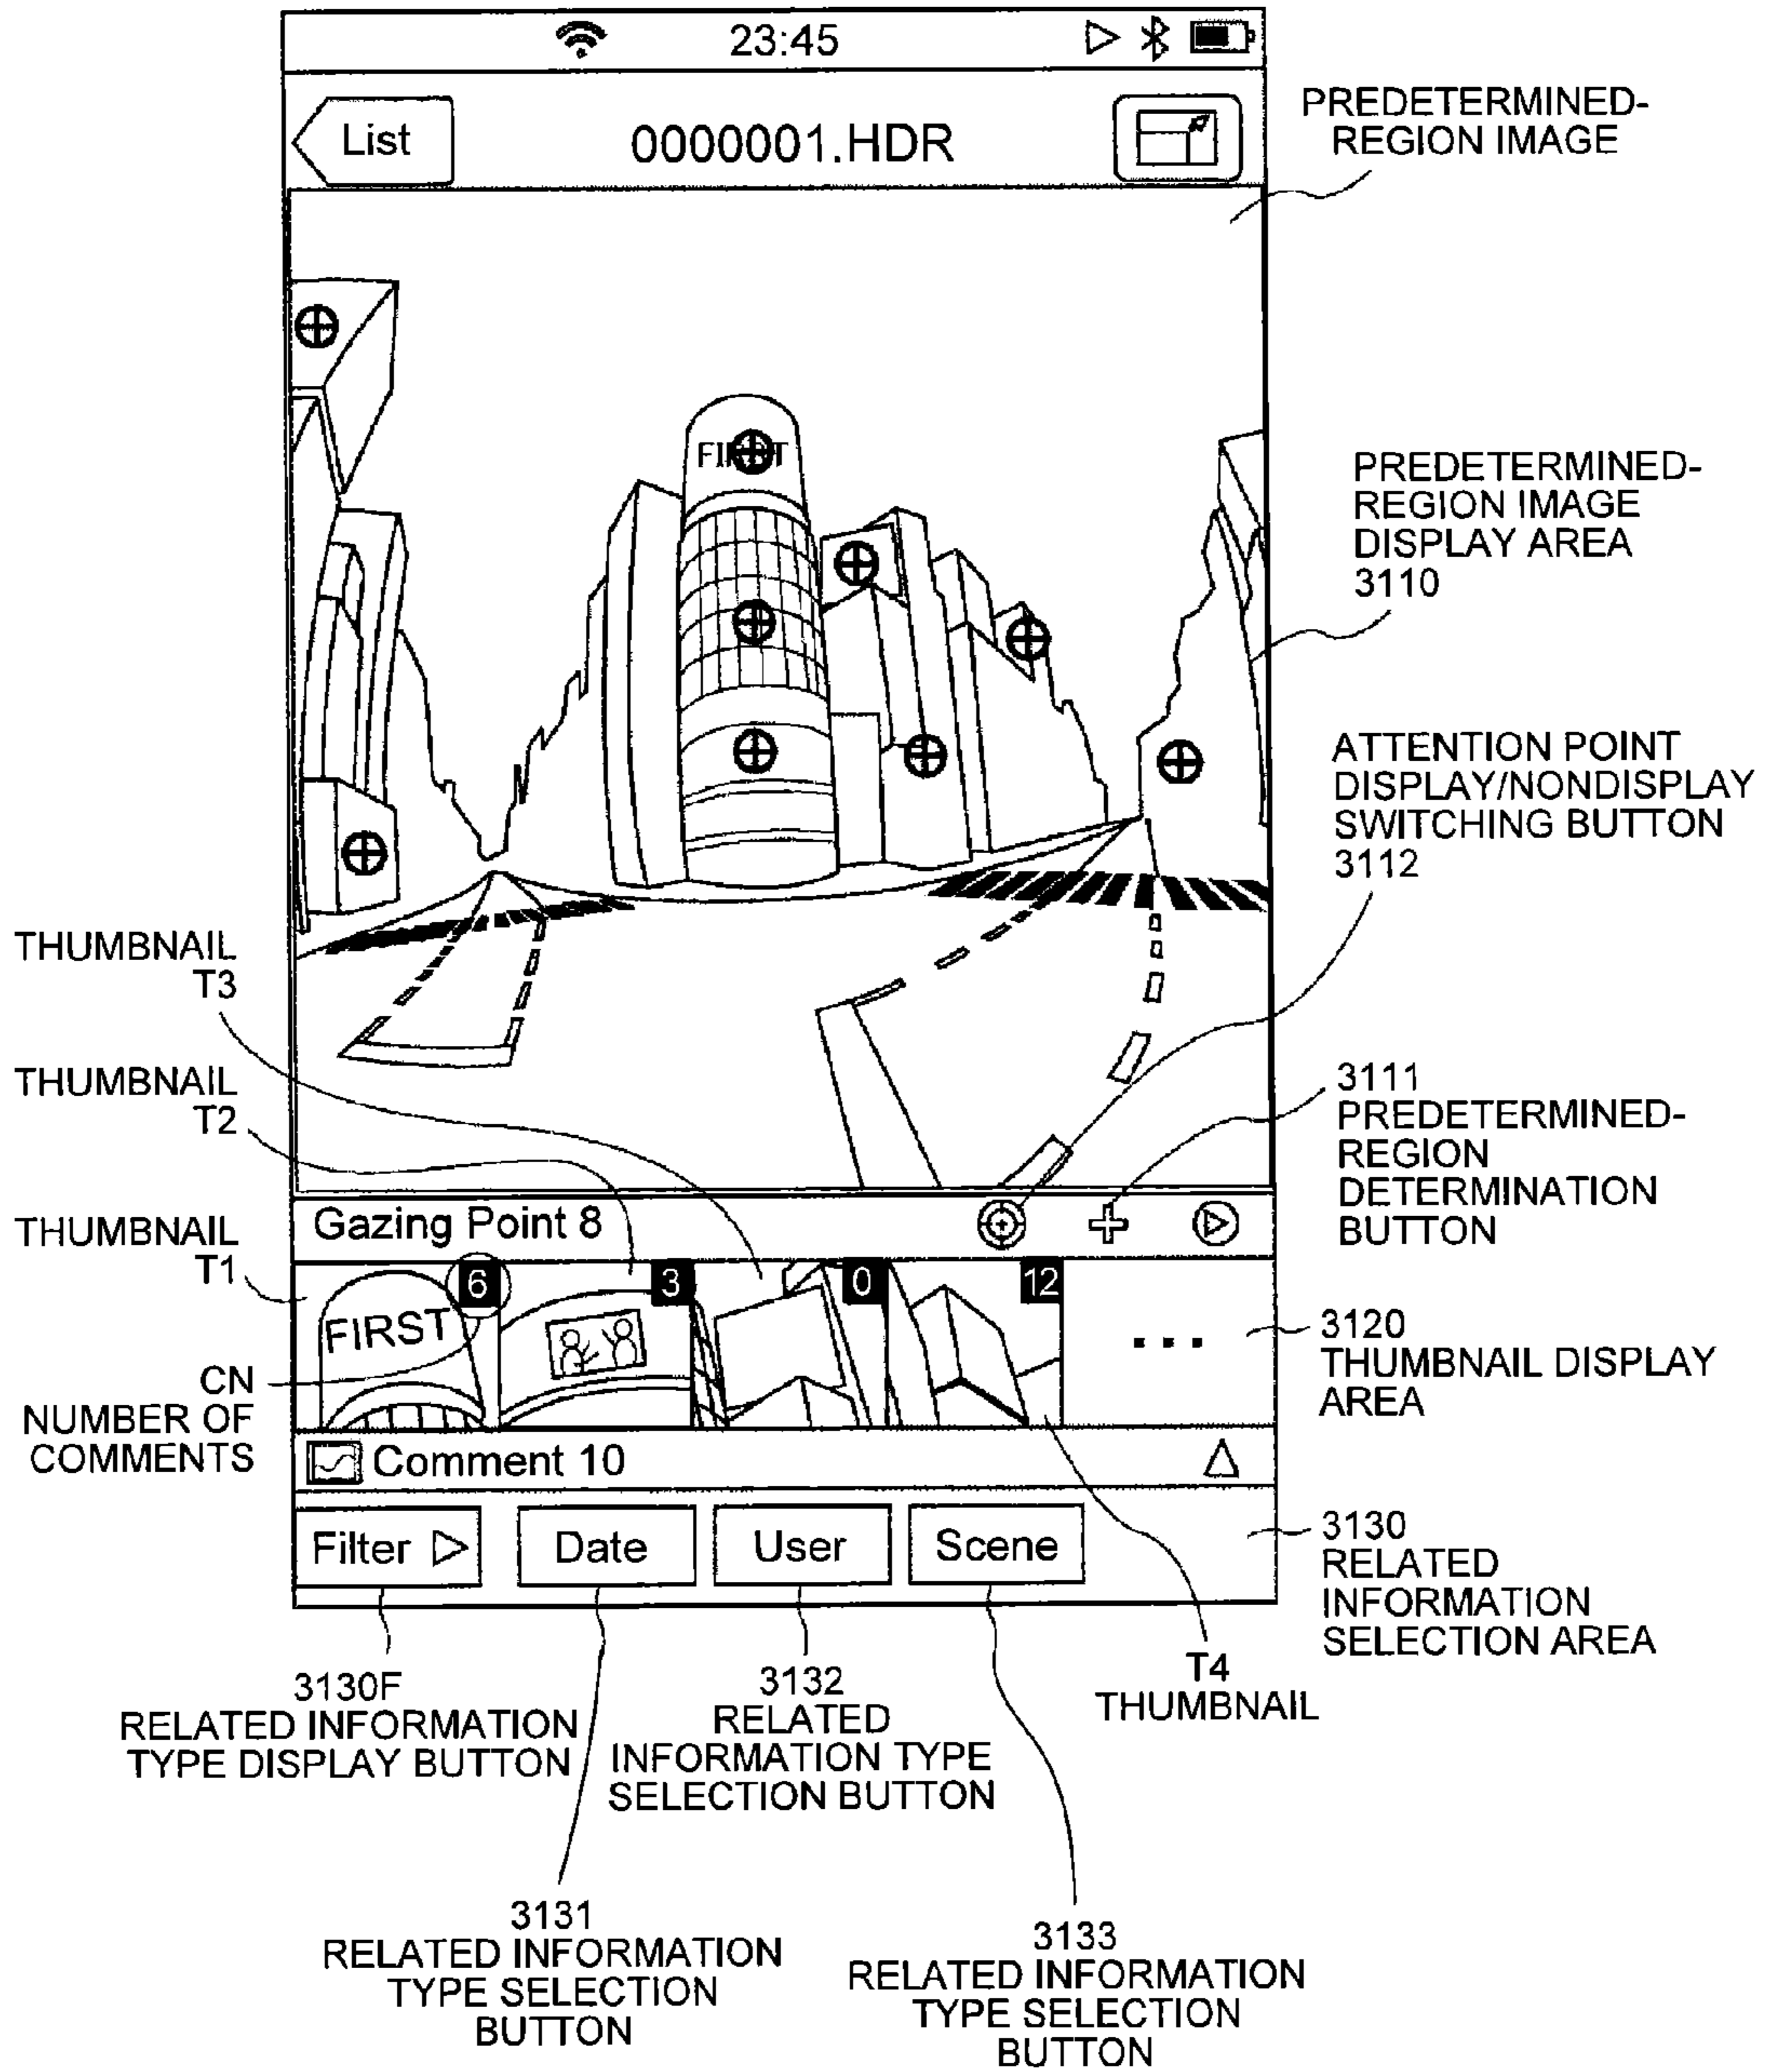 23:45
List
0000001.HDR
PREDETERMINED-
REGION IMAGE
FIRST
PREDETERMINED-
REGION IMAGE
DISPLAY AREA
3110
ATTENTION POINT
DISPLAY/NONDISPLAY
SWITCHING BUTTON
3112
THUMBNAIL
T3
THUMBNAIL
T2
3111
PREDETERMINED-
REGION
DETERMINATION
BUTTON
THUMBNAIL
T1
Gazing Point 8
6
3
0
12
FIRST
...
3120
THUMBNAIL DISPLAY
AREA
CN
NUMBER OF
COMMENTS
Comment 10
Filter
Date
User
Scene
3130
RELATED
INFORMATION
SELECTION AREA
T4
THUMBNAIL
3130F
RELATED INFORMATION
TYPE DISPLAY BUTTON
3132
RELATED
INFORMATION TYPE
SELECTION BUTTON
3131
RELATED INFORMATION
TYPE SELECTION
BUTTON
3133
RELATED INFORMATION
TYPE SELECTION
BUTTON